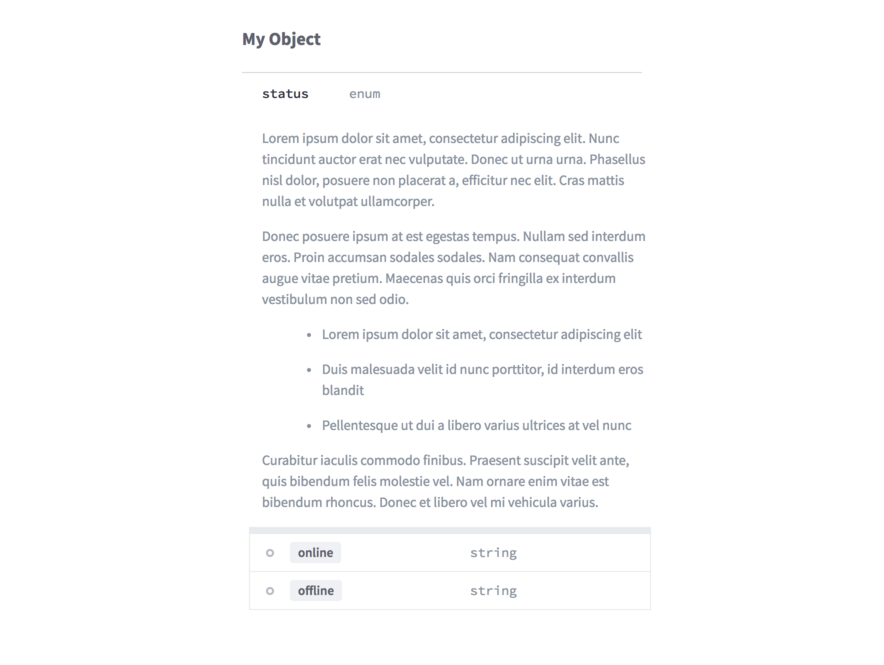 My Object
status enum
Lorem ipsum dolor sit amet, consectetur adipiscing elit. Nunc
tincidunt auctor erat nec vulputate. Donec ut urna urna. Phasellus
nisl dolor, posuere non placerat a, efficitur nec elit. Cras mattis
nulla et volutpat ullamcorper.
Donec posuere ipsum at est egestas tempus. Nullam sed interdum
eros. Proin accumsan sodales sodales. Nam consequat convallis
augue vitae pretium. Maecenas quis orci fringilla ex interdum
vestibulum non sed odio.
• Lorem ipsum dolor sit amet, consectetur adipiscing elit
• Duis malesuada velit id nunc porttitor, id interdum eros
blandit
• Pellentesque ut dui a libero varius ultrices at vel nunc
Curabitur iaculis commodo finibus. Praesent suscipit velit ante,
quis bibendum felis molestie vel. Nam ornare enim vitae est
bibendum rhoncus. Donec et libero vel mi vehicula varius.
online string
offline string